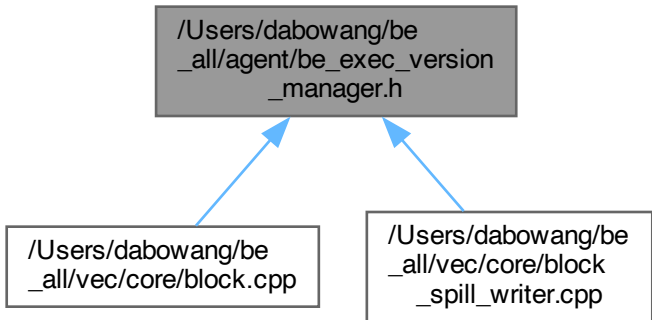 /Users/dabowang/be
_all/agent/be_exec_version
_manager.h
/Users/dabowang/be
_all/vec/core/block.cpp
/Users/dabowang/be
_all/vec/core/block
_spill_writer.cpp